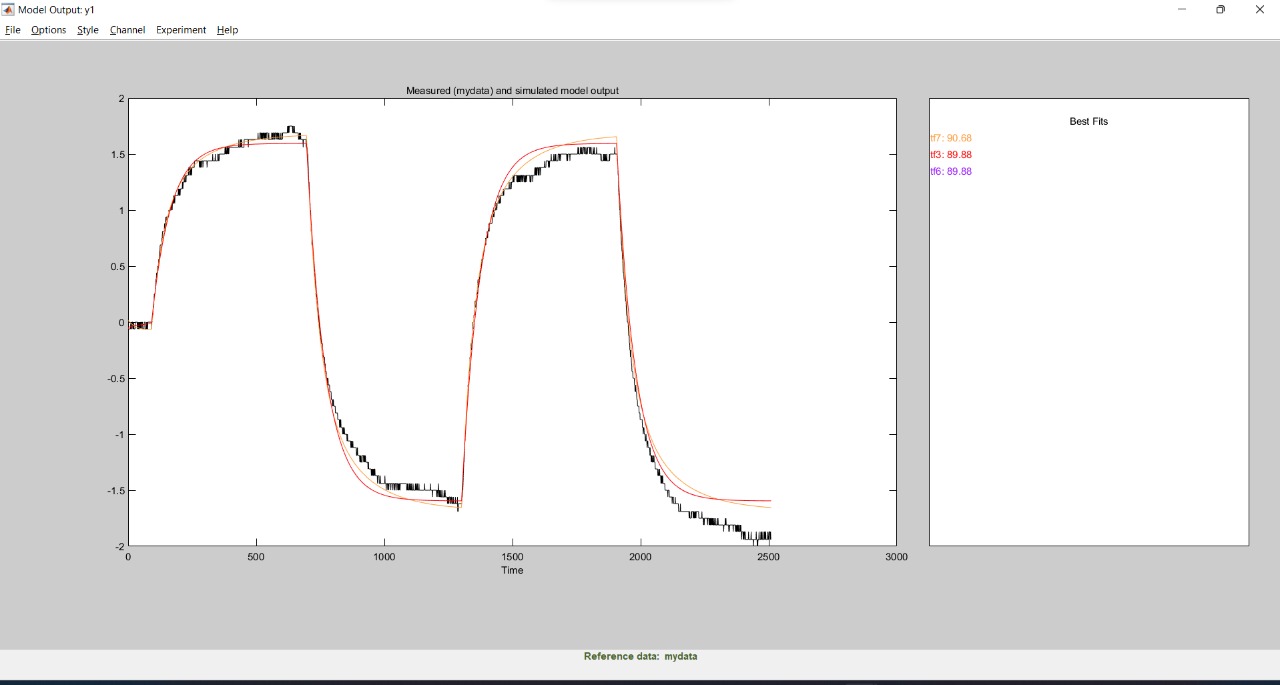 Model Output: y1
File Options Style Channel Experiment Help
Measured (mydata) and simulated model output
2
1.5
1
0.5
0
-0.5
-1
-1.5
-2
0 500 1000 1500 2000 2500 3000
Time
Best Fits
tf7: 90.68
tf3: 89.88
tf6: 89.88
Reference data: mydata